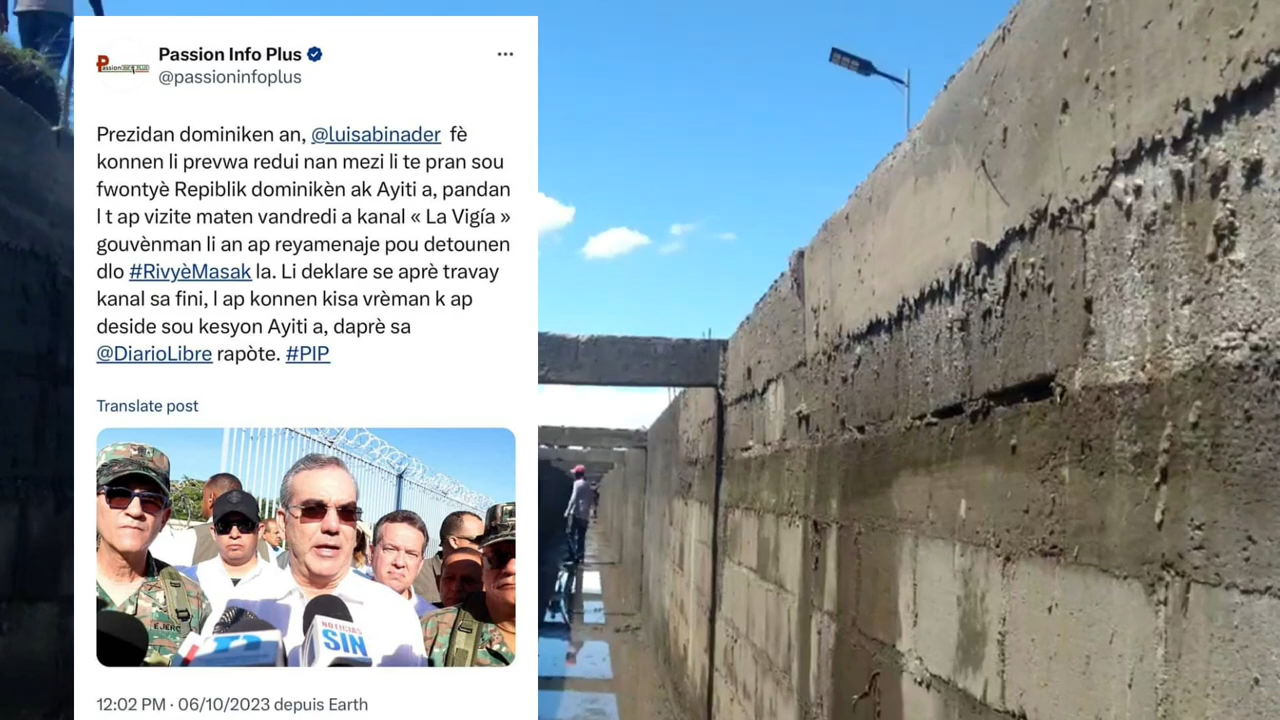 Passion Info Plus
@passioninfoplus
Prezidan dominiken an, @luisabinader fè
konnen li prevwa redui nan mezi li te pran sou
fwontyè Repiblik dominikèn ak Ayiti a, pandan
l t ap vizite maten vandredi a kanal « La Vigía »
gouvènman li an ap reyamenaje pou detounen
dlo #RivyèMasak la. Li deklare se aprè travay
kanal sa fini, l ap konnen kisa vrèman k ap
deside sou kesyon Ayiti a, daprè sa
@DiarioLibre rapòte. #PIP
Translate post
NOTICIAS
SIN
12:02 PM · 06/10/2023 depuis Earth